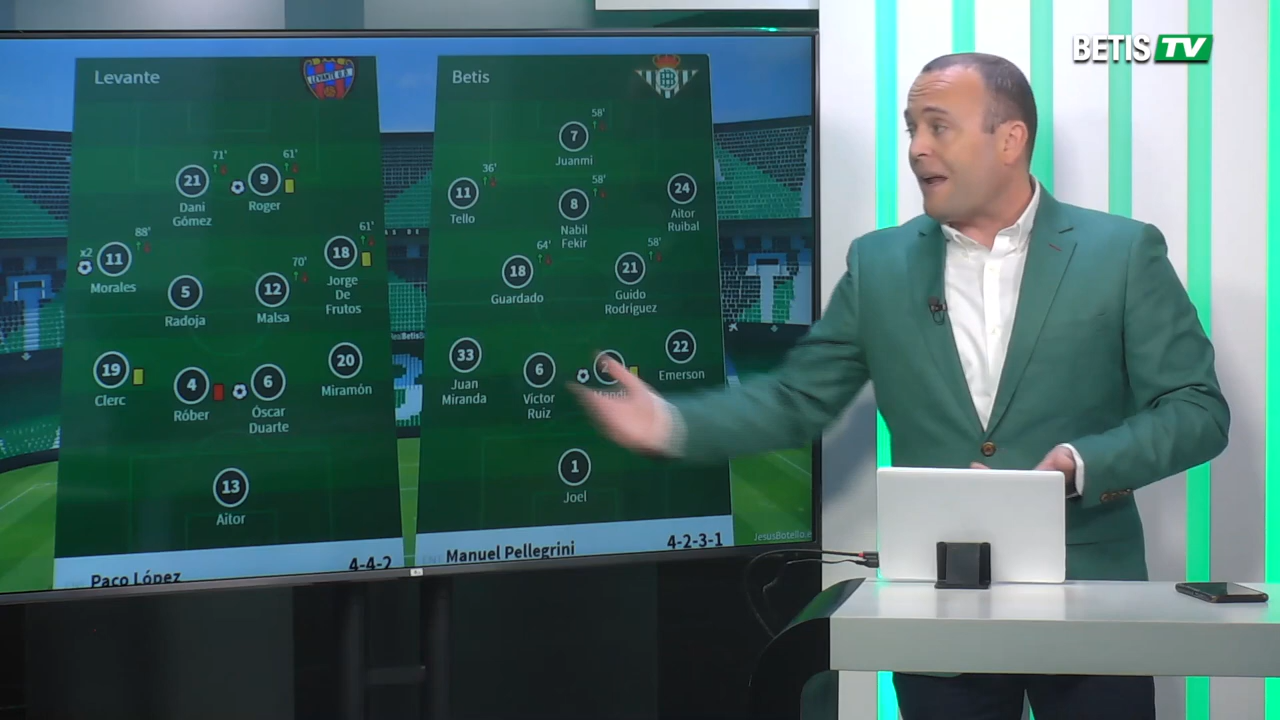 BETIS TV
Levante
LEVANTE U.D.
71'
61'
21
9
Dani
Gómez
Roger
88'
x2
11
Morales
5
Radoja
70'
12
Malsa
61'
18
Jorge
De
Frutos
19
Clerc
4
Róber
6
Óscar
Duarte
20
Miramón
13
Aitor
Paco López
4-4-2
Betis
58'
7
Juanmi
36'
11
Tello
58'
8
Nabil
Fekir
24
Aitor
Ruibal
64'
18
Guardado
58'
21
Guido
Rodríguez
33
Juan
Miranda
6
Víctor
Ruiz
Mandi
22
Emerson
1
Joel
Manuel Pellegrini
4-2-3-1
JesusBotello.e